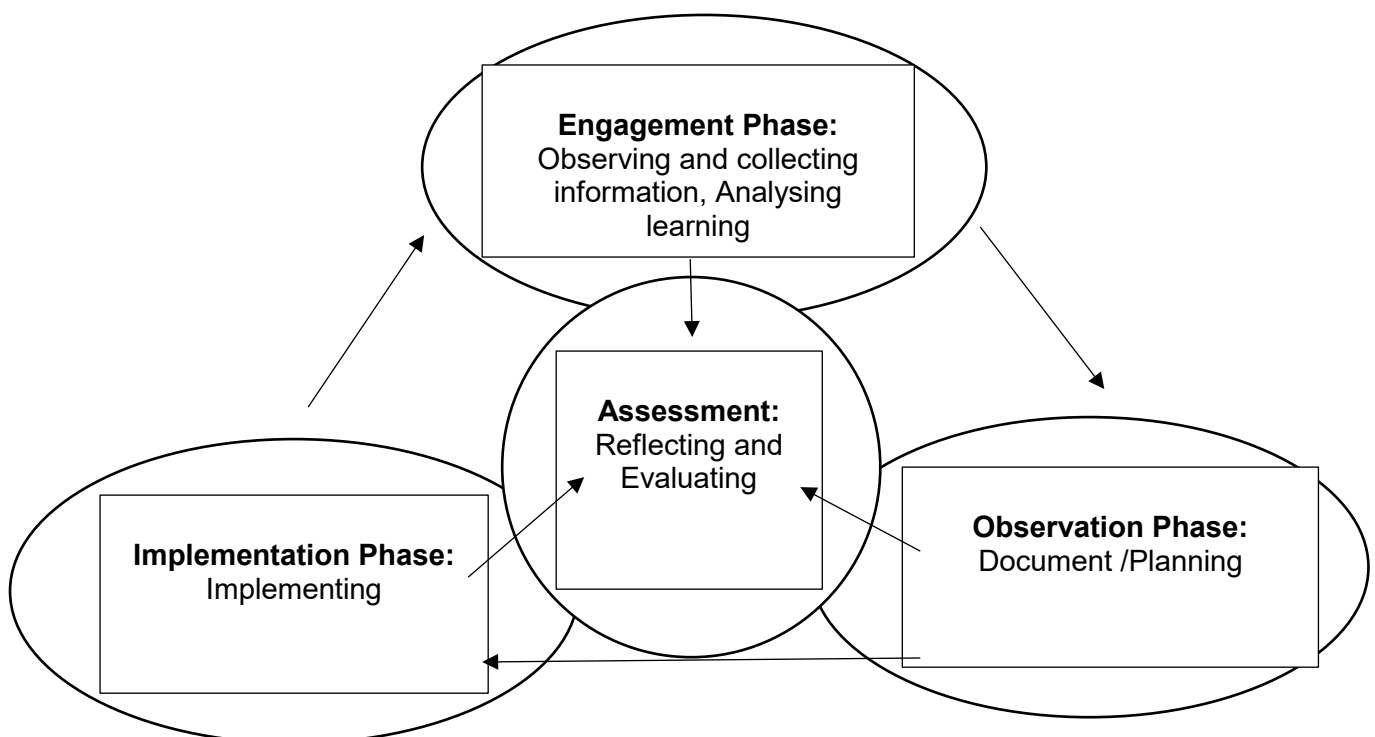 Engagement Phase:
Observing and collecting
information, Analysing
learning
Assessment:
Reflecting and
Evaluating
Implementation Phase:
Implementing
Observation Phase:
Document /Planning